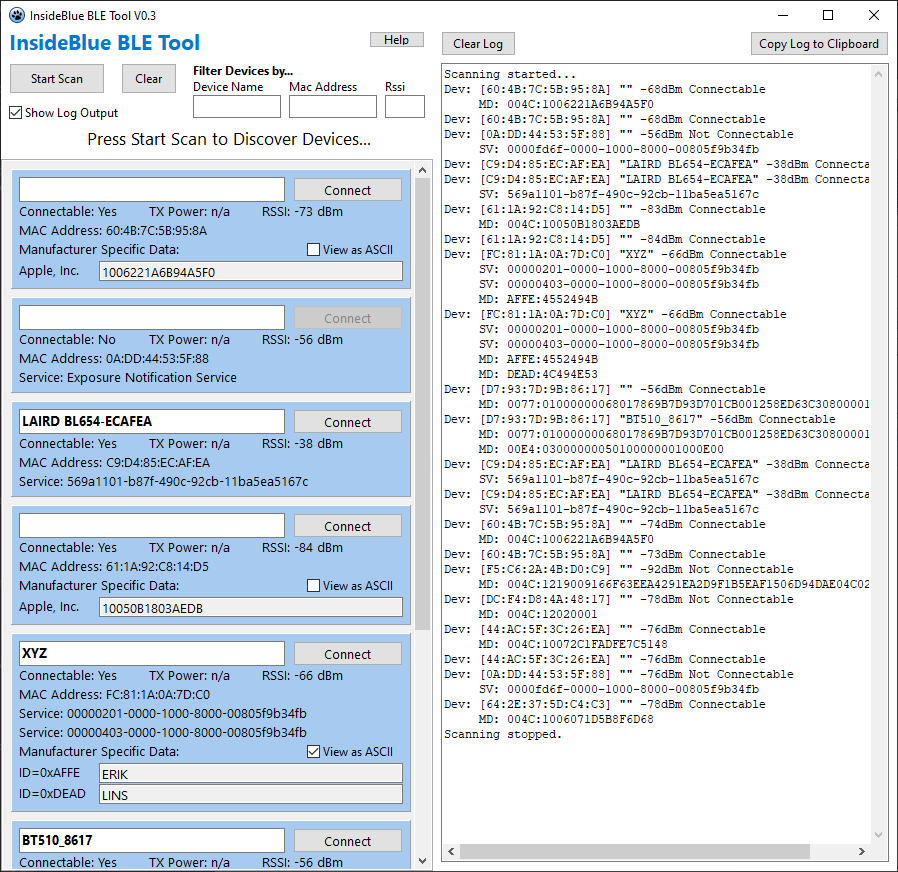 InsideBlue BLE Tool V0.3
InsideBlue BLE Tool
Help
Start Scan
Clear
Filter Devices by...
Device Name
Mac Address
Rssi
Show Log Output
Press Start Scan to Discover Devices...
Connect
Connectable: Yes TX Power: n/a RSSI: -73 dBm
MAC Address: 60:4B:7C:5B:95:8A
Manufacturer Specific Data: View as ASCII
Apple, Inc. 1006221A6B94A5F0
Connect
Connectable: No TX Power: n/a RSSI: -56 dBm
MAC Address: 0A:DD:44:53:5F:88
Service: Exposure Notification Service
LAIRD BL654-ECAFEA Connect
Connectable: Yes TX Power: n/a RSSI: -38 dBm
MAC Address: C9:D4:85:EC:AF:EA
Service: 569a1101-b87f-490c-92cb-11ba5ea5167c
Connect
Connectable: Yes TX Power: n/a RSSI: -84 dBm
MAC Address: 61:1A:92:C8:14:D5
Manufacturer Specific Data: View as ASCII
Apple, Inc. 10050B1803AEDB
XYZ Connect
Connectable: Yes TX Power: n/a RSSI: -66 dBm
MAC Address: FC:81:1A:0A:7D:C0
Service: 00000201-0000-1000-8000-00805f9b34fb
Service: 00000403-0000-1000-8000-00805f9b34fb
Manufacturer Specific Data: View as ASCII
ID=0xAFFE ERIK
ID=0xDEAD LINS
BT510_8617 Connect
Connectable: Yes TX Power: n/a RSSI: -56 dBm
Clear Log
Copy Log to Clipboard
Scanning started...
Dev: [60:4B:7C:5B:95:8A] "" -68dBm Connectable
MD: 004C:1006221A6B94A5F0
Dev: [60:4B:7C:5B:95:8A] "" -68dBm Connectable
Dev: [0A:DD:44:53:5F:88] "" -56dBm Not Connectable
SV: 0000fd6f-0000-1000-8000-00805f9b34fb
Dev: [C9:D4:85:EC:AF:EA] "LAIRD BL654-ECAFEA" -38dBm Connecta
Dev: [C9:D4:85:EC:AF:EA] "LAIRD BL654-ECAFEA" -38dBm Connecta
SV: 569a1101-b87f-490c-92cb-11ba5ea5167c
Dev: [61:1A:92:C8:14:D5] "" -83dBm Connectable
MD: 004C:10050B1803AEDB
Dev: [61:1A:92:C8:14:D5] "" -84dBm Connectable
Dev: [FC:81:1A:0A:7D:C0] "XYZ" -66dBm Connectable
SV: 00000201-0000-1000-8000-00805f9b34fb
SV: 00000403-0000-1000-8000-00805f9b34fb
MD: AFFE:4552494B
Dev: [FC:81:1A:0A:7D:C0] "XYZ" -66dBm Connectable
SV: 00000201-0000-1000-8000-00805f9b34fb
SV: 00000403-0000-1000-8000-00805f9b34fb
MD: AFFE:4552494B
MD: DEAD:4C494E53
Dev: [D7:93:7D:9B:86:17] "" -56dBm Connectable
MD: 0077:01000000068017869B7D93D701CB001258ED63C30800001
Dev: [D7:93:7D:9B:86:17] "BT510_8617" -56dBm Connectable
MD: 0077:01000000068017869B7D93D701CB001258ED63C30800001
MD: 00E4:03000000050100000001000E00
Dev: [C9:D4:85:EC:AF:EA] "LAIRD BL654-ECAFEA" -38dBm Connecta
SV: 569a1101-b87f-490c-92cb-11ba5ea5167c
Dev: [C9:D4:85:EC:AF:EA] "LAIRD BL654-ECAFEA" -38dBm Connecta
SV: 569a1101-b87f-490c-92cb-11ba5ea5167c
Dev: [60:4B:7C:5B:95:8A] "" -74dBm Connectable
MD: 004C:1006221A6B94A5F0
Dev: [60:4B:7C:5B:95:8A] "" -73dBm Connectable
Dev: [F5:C6:2A:4B:D0:C9] "" -92dBm Not Connectable
MD: 004C:1219009166F63EEA4291EA2D9F1B5EAF1506D94DAE04C02
Dev: [DC:F4:D8:4A:48:17] "" -78dBm Not Connectable
MD: 004C:12020001
Dev: [44:AC:5F:3C:26:EA] "" -76dBm Connectable
MD: 004C:10072C1FADFE7C5148
Dev: [44:AC:5F:3C:26:EA] "" -76dBm Connectable
Dev: [0A:DD:44:53:5F:88] "" -76dBm Not Connectable
SV: 0000fd6f-0000-1000-8000-00805f9b34fb
Dev: [64:2E:37:5D:C4:C3] "" -78dBm Connectable
MD: 004C:1006071D5B8F6D68
Scanning stopped.